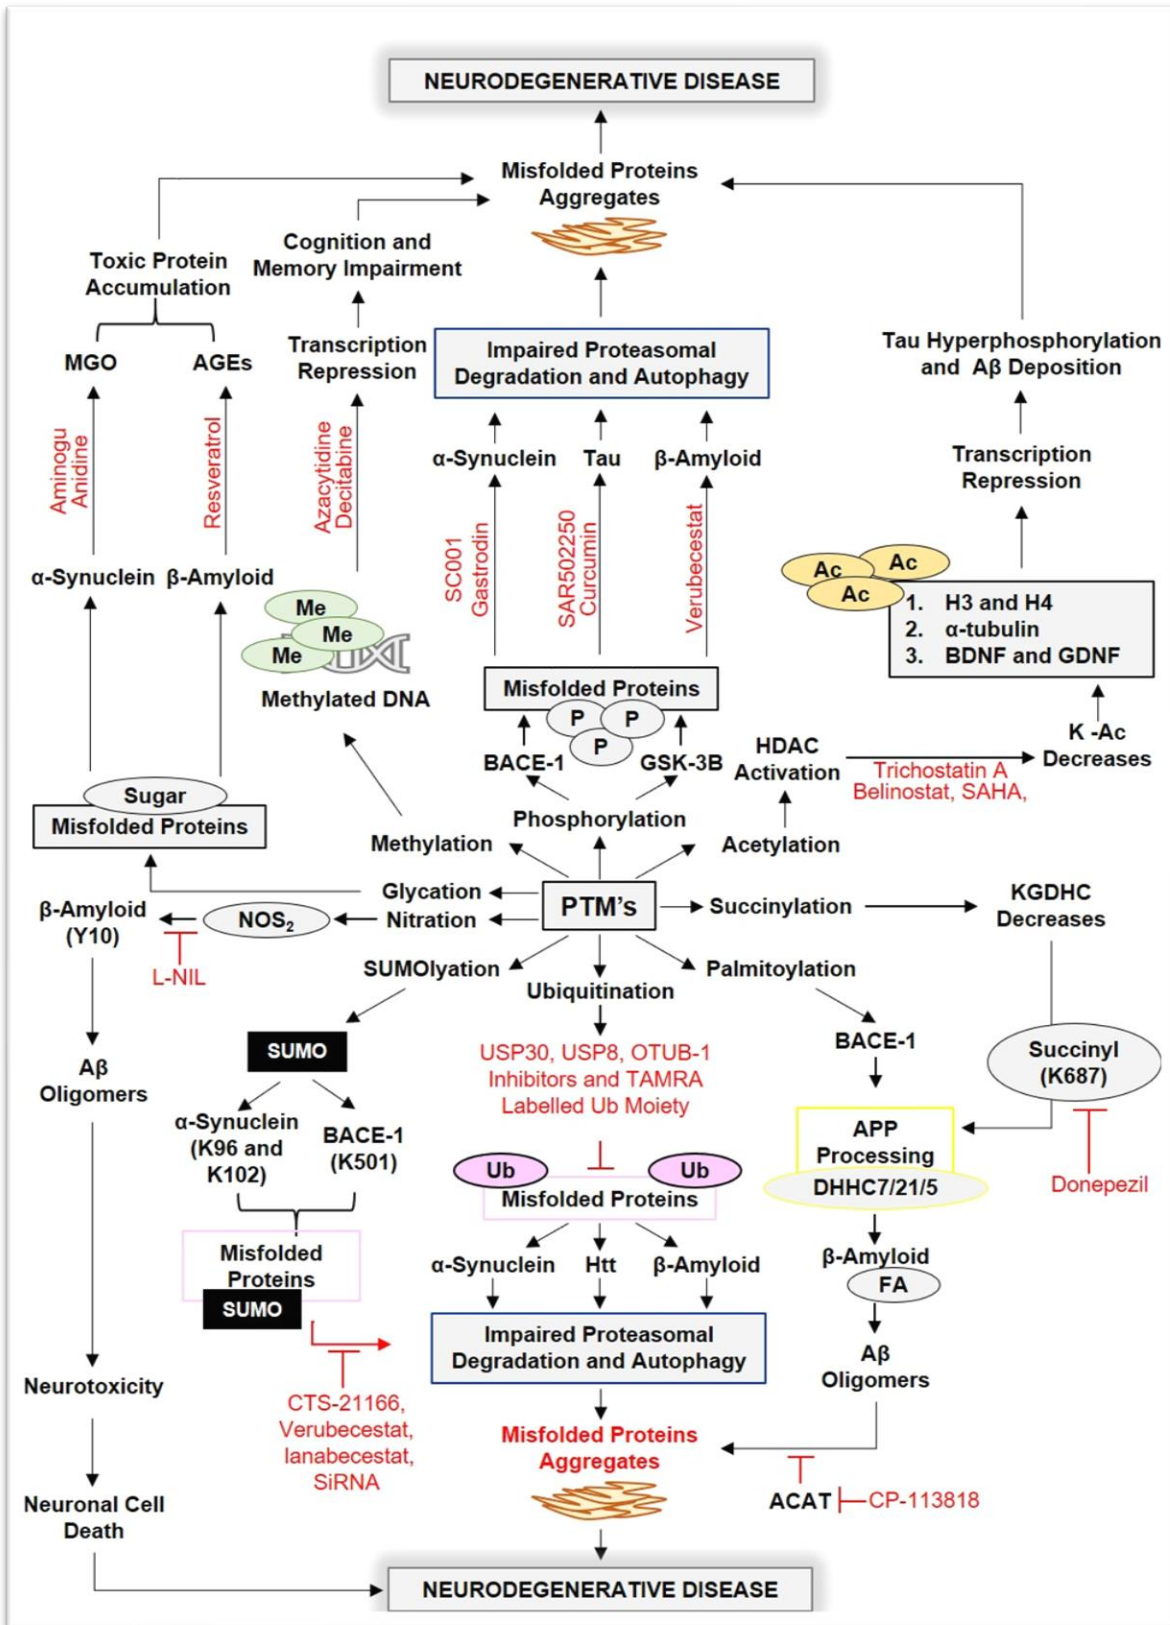 NEURODEGENERATIVE DISEASE
Misfolded Proteins
Aggregates
Cognition and
Memory Impairment
Toxic Protein
Accumulation
MGO
AGEs
Transcription
Repression
Impaired Proteasomal
Degradation and Autophagy
Tau Hyperphosphorylation
and Aβ Deposition
Aminogu
Anidine
Resveratrol
Azacytidine
Decitabine
α-Synuclein
Tau
β-Amyloid
Transcription
Repression
SC001
Gastrodin
SAR502250
Curcumin
Verubecestat
α-Synuclein
β-Amyloid
Me
Me
Me
Methylated DNA
Ac
Ac
Ac
1. H3 and H4
2. α-tubulin
3. BDNF and GDNF
Misfolded Proteins
P
P
P
BACE-1
GSK-3B
HDAC
Activation
K -Ac
Decreases
Trichostatin A
Belinostat, SAHA,
Sugar
Misfolded Proteins
Phosphorylation
Methylation
Acetylation
Glycation
Nitration
PTM's
Succinylation
KGDHC
Decreases
β-Amyloid
(Y10)
NOS2
L-NIL
SUMOlyation
Ubiquitination
Palmitoylation
SUMO
USP30, USP8, OTUB-1
Inhibitors and TAMRA
Labelled Ub Moiety
BACE-1
Succinyl
(K687)
Aβ
Oligomers
α-Synuclein
(K96 and
K102)
BACE-1
(K501)
APP
Processing
DHHC7/21/5
Donepezil
Ub
Ub
Misfolded Proteins
α-Synuclein
Htt
β-Amyloid
β-Amyloid
FA
Misfolded
Proteins
SUMO
Impaired Proteasomal
Degradation and Autophagy
Aβ
Oligomers
Neurotoxicity
CTS-21166,
Verubecestat,
lanabecestat,
SiRNA
Misfolded Proteins
Aggregates
ACAT
CP-113818
Neuronal Cell
Death
NEURODEGENERATIVE DISEASE